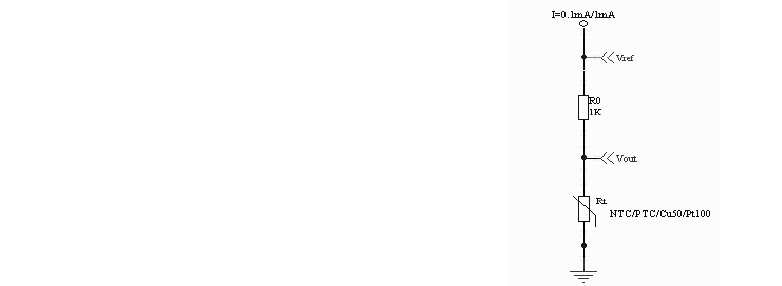 I=0.1mA/1mA
Vref
R0
1K
Vout
Rt
NTC/PTC/Cu50/Pt100